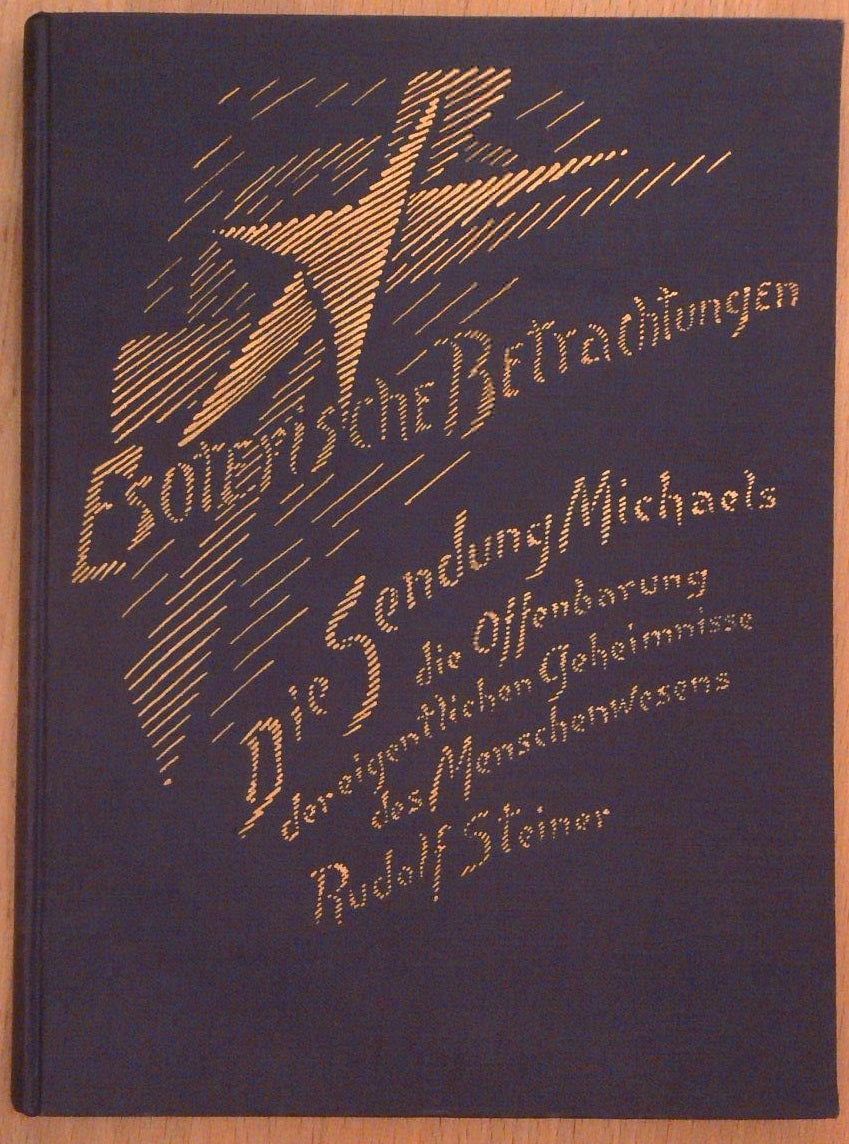 Esoterische Betrachtungen
Die Sendung Michaels
die Offenbarung
der eigentlichen Geheimnisse
des Menschenwesens
Rudolf Steiner